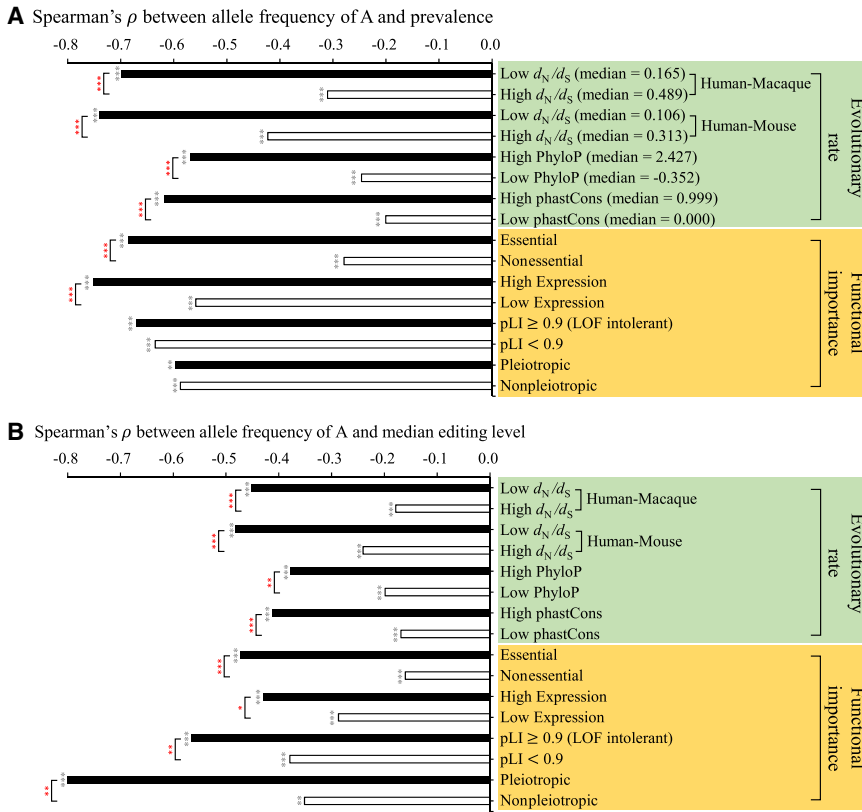 A Spearman's ρ between allele frequency of A and prevalence
-0.8 -0.7 -0.6 -0.5 -0.4 -0.3 -0.2 -0.1 0.0
*** *** Low dN/dS (median = 0.165)
*** High dN/dS (median = 0.489)
Human-Macaque
*** *** Low dN/dS (median = 0.106)
*** High dN/dS (median = 0.313)
Human-Mouse
*** *** High PhyloP (median = 2.427)
*** Low PhyloP (median = -0.352)
*** *** High phastCons (median = 0.999)
*** Low phastCons (median = 0.000)
Evolutionary
rate
*** *** Essential
*** Nonessential
*** *** High Expression
*** Low Expression
*** pLI ≥ 0.9 (LOF intolerant)
*** pLI < 0.9
** Pleiotropic
*** Nonpleiotropic
Functional
importance
B Spearman's ρ between allele frequency of A and median editing level
-0.8 -0.7 -0.6 -0.5 -0.4 -0.3 -0.2 -0.1 0.0
*** *** Low dN/dS
*** High dN/dS
Human-Macaque
*** *** Low dN/dS
*** High dN/dS
Human-Mouse
** *** High PhyloP
*** Low PhyloP
*** *** High phastCons
*** Low phastCons
Evolutionary
rate
*** *** Essential
*** Nonessential
* *** High Expression
*** Low Expression
** *** pLI ≥ 0.9 (LOF intolerant)
*** pLI < 0.9
** *** Pleiotropic
*** Nonpleiotropic
Functional
importance